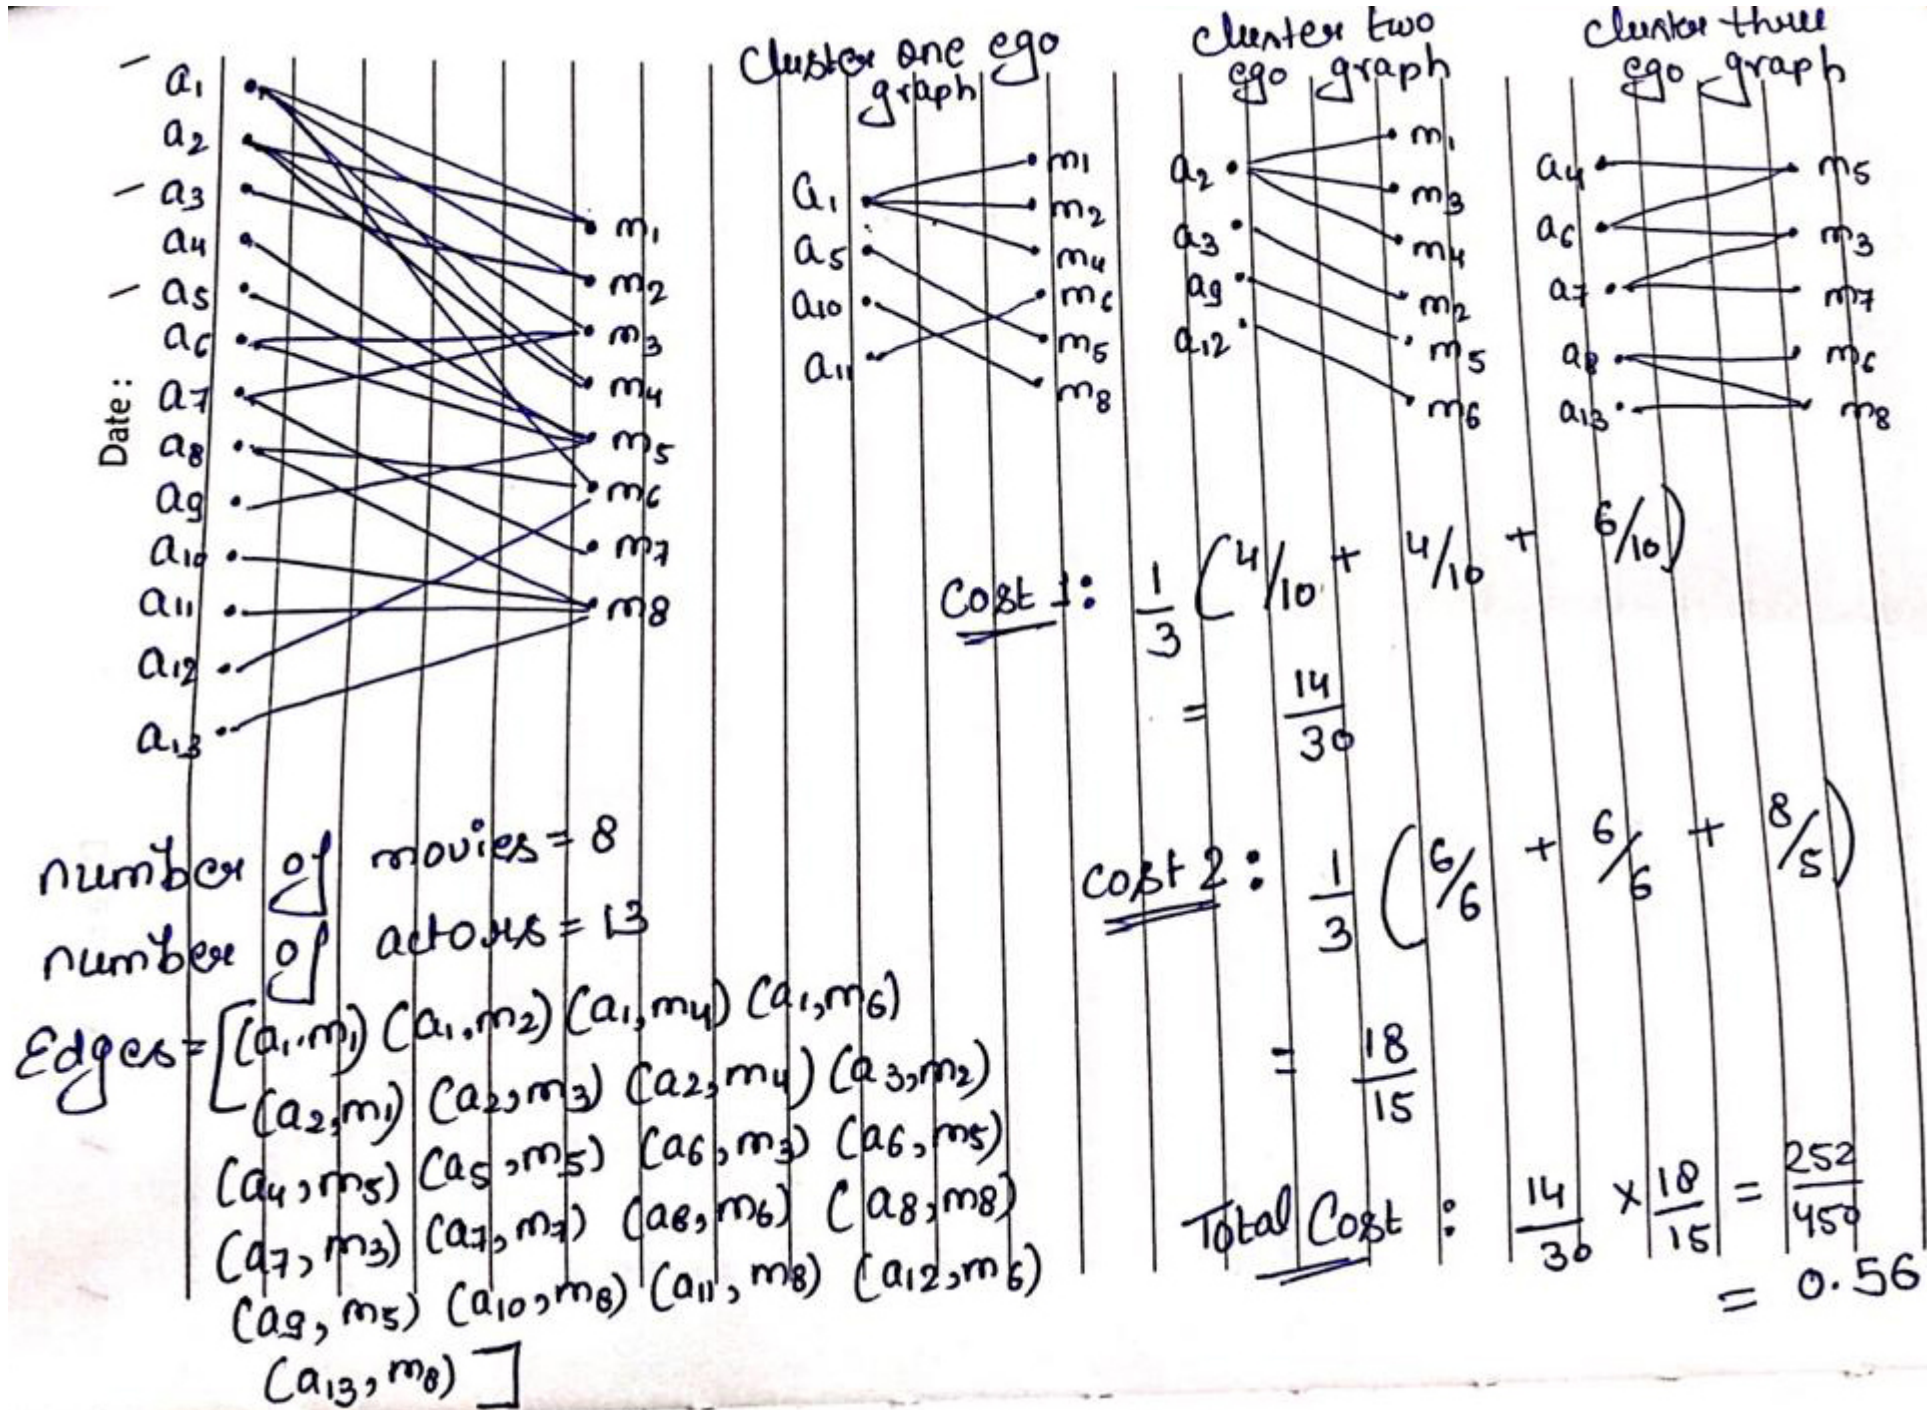 Date:
a1
a2
a3
a4
a5
a6
a7
a8
a9
a10
a11
a12
a13
m1
m2
m3
m4
m5
m6
m7
m8
Cluster one ego
graph
a1
a5
a10
a11
m1
m2
m4
m6
m5
m8
cluster two
ego graph
a2
a3
a9
a12
m1
m3
m4
m2
m5
m6
cluster three
ego graph
a4
a6
a7
a8
a13
m5
m3
m7
m6
m8
Cost 1: 1/3 (4/10 + 4/10 + 6/10)
= 14/30
cost 2: 1/3 (6/6 + 6/6 + 8/5)
= 18/15
Total Cost: 14/30 × 18/15 = 252/450
= 0.56
number of movies = 8
number of actors = 13
Edges = [(a1,m1) (a1,m2) (a1,m4) (a1,m6)
(a2,m1) (a2,m3) (a2,m4) (a3,m2)
(a4,m5) (a5,m5) (a6,m3) (a6,m5)
(a7,m3) (a7,m7) (a8,m6) (a8,m8)
(a9,m5) (a10,m8) (a11,m8) (a12,m6)
(a13,m8)]